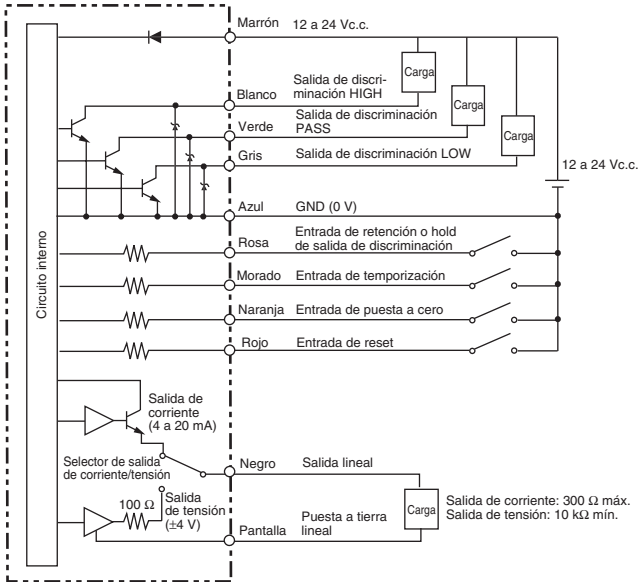 Marrón 12 a 24 Vc.c.
Carga
Carga
Carga
Blanco
Salida de discri-
minación HIGH
Verde
Salida de discriminación
PASS
Gris
Salida de discriminación LOW
12 a 24 Vc.c.
Azul
GND (0 V)
Circuito interno
Rosa
Entrada de retención o hold
de salida de discriminación
Morado
Entrada de temporización
Naranja
Entrada de puesta a cero
Rojo
Entrada de reset
Salida de
corriente
(4 a 20 mA)
Selector de salida
de corriente/tensión
Negro
Salida lineal
100 Ω
Salida
de tensión
(±4 V)
Carga
Salida de corriente: 300 Ω máx.
Salida de tensión: 10 kΩ mín.
Pantalla
Puesta a tierra
lineal